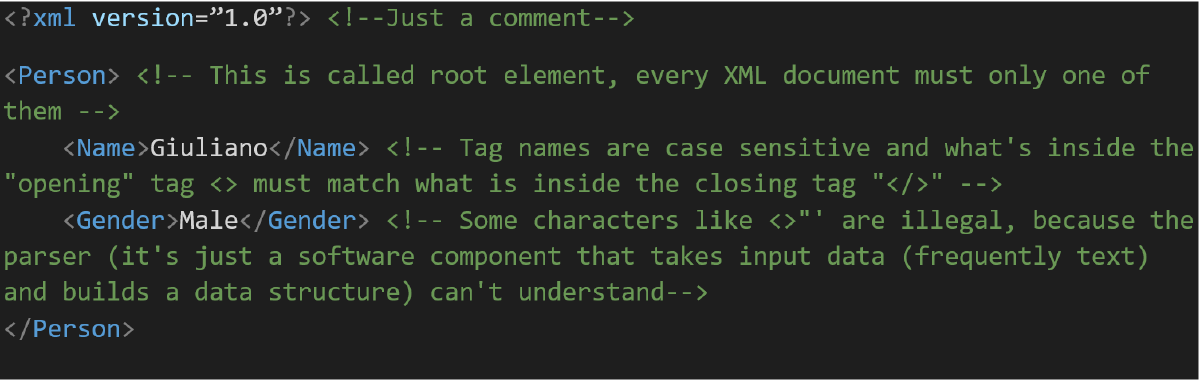 <?xml version=”1.0”?> <!--Just a comment-->
<Person> <!-- This is called root element, every XML document must only one of
them -->
    <Name>Giuliano</Name> <!-- Tag names are case sensitive and what's inside the
"opening" tag <> must match what is inside the closing tag "</>" -->
    <Gender>Male</Gender> <!-- Some characters like <>"' are illegal, because the
parser (it's just a software component that takes input data (frequently text)
and builds a data structure) can't understand-->
</Person>